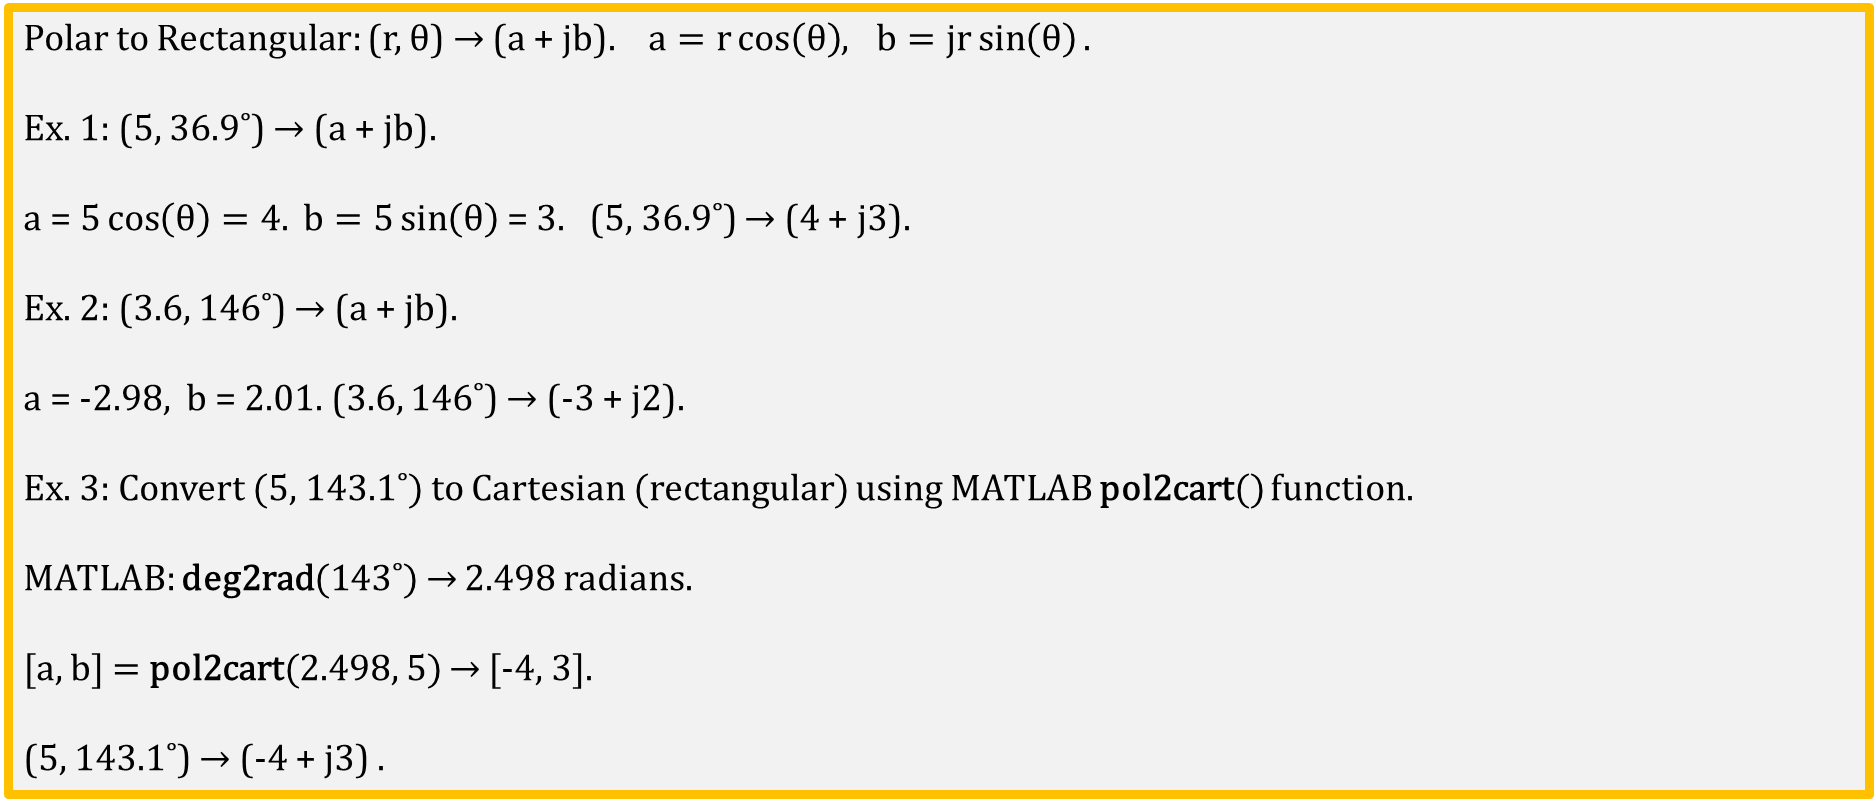 Polar to Rectangular: (r, θ) → (a + jb).    a = r cos(θ),   b = jr sin(θ) .
Ex. 1: (5, 36.9°) → (a + jb).
a = 5 cos(θ) = 4.  b = 5 sin(θ) = 3.   (5, 36.9°) → (4 + j3).
Ex. 2: (3.6, 146°) → (a + jb).
a = -2.98,  b = 2.01. (3.6, 146°) → (-3 + j2).
Ex. 3: Convert (5, 143.1°) to Cartesian (rectangular) using MATLAB pol2cart() function.
MATLAB: deg2rad(143°) → 2.498 radians.
[a, b] = pol2cart(2.498, 5) → [-4, 3].
(5, 143.1°) → (-4 + j3) .